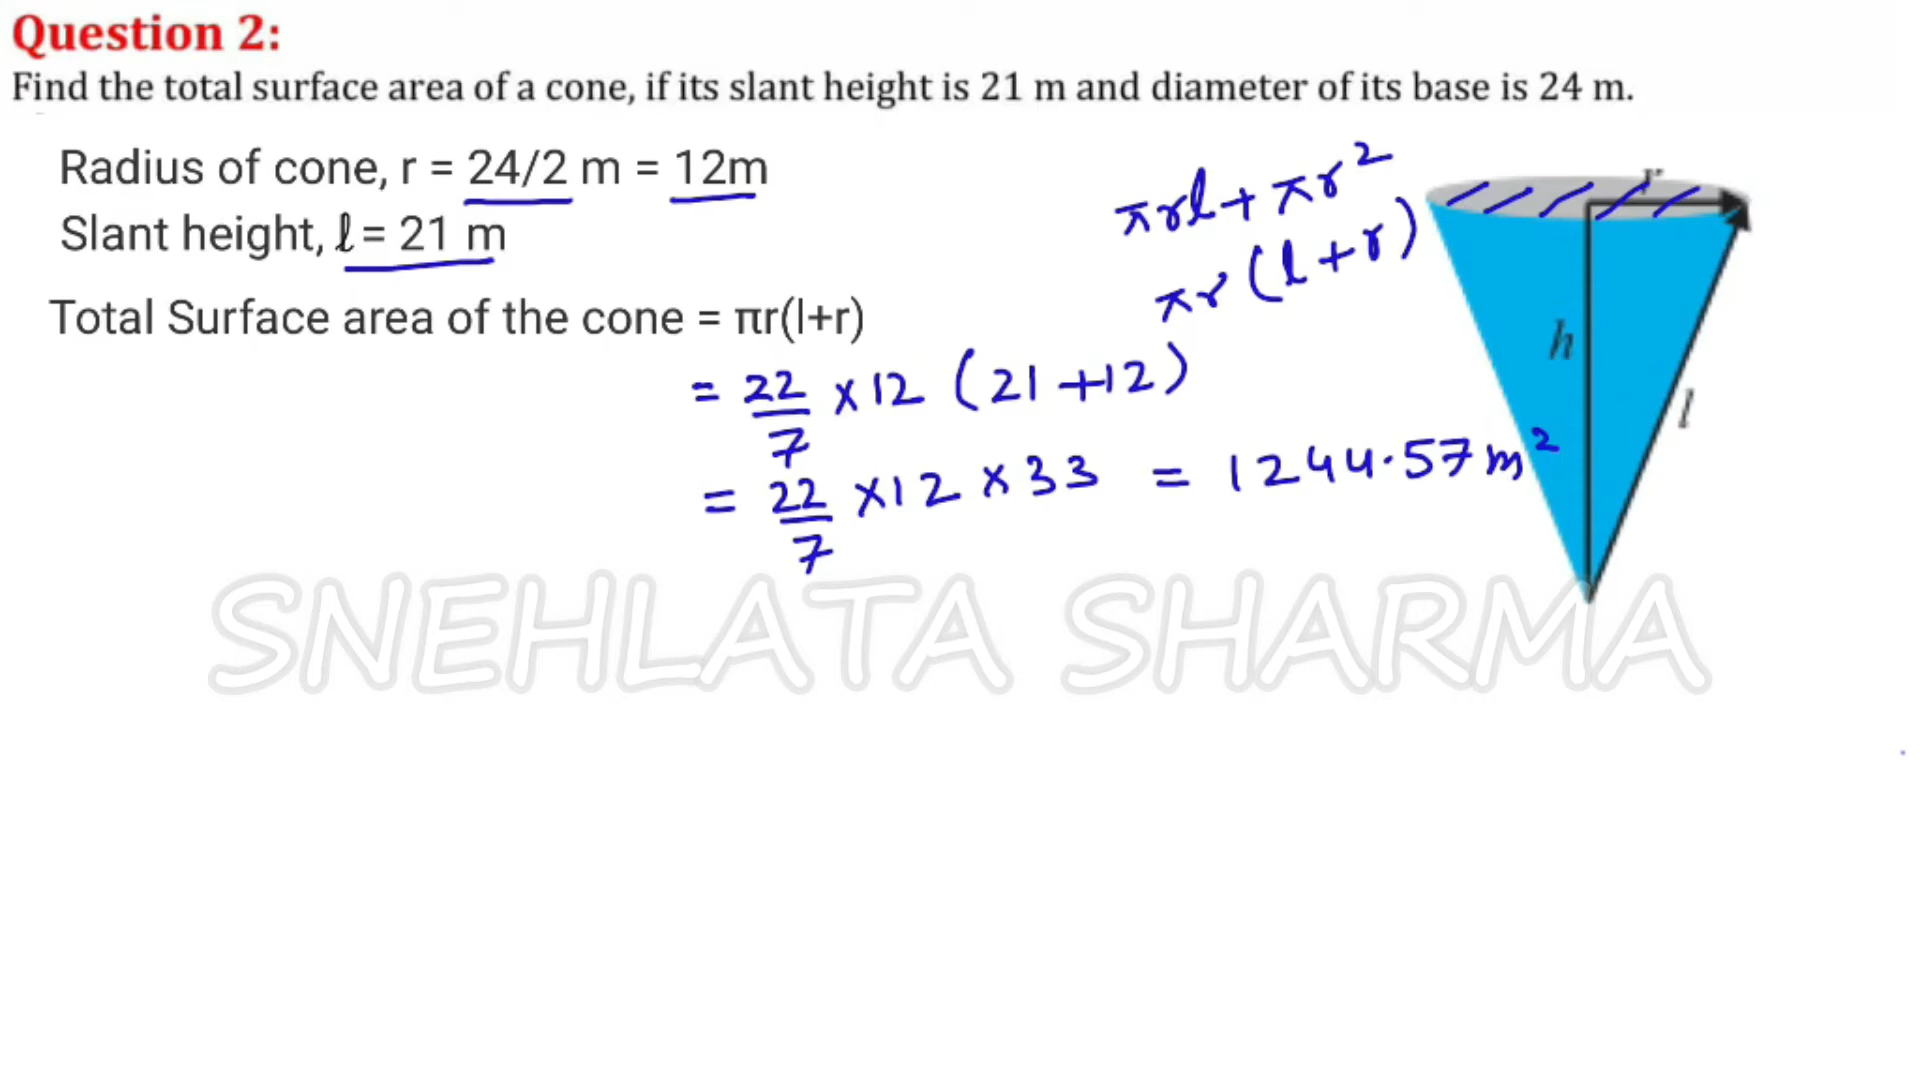 Question 2:
Find the total surface area of a cone, if its slant height is 21 m and diameter of its base is 24 m.
Radius of cone, r = 24/2 m = 12m
Slant height, ℓ = 21 m
Total Surface area of the cone = πr(l+r)
πrl + πr²
πr (l + r)
= 22/7 × 12 (21 + 12)
= 22/7 × 12 × 33 = 1244.57 m²
r
h
l
SNEHLATA SHARMA